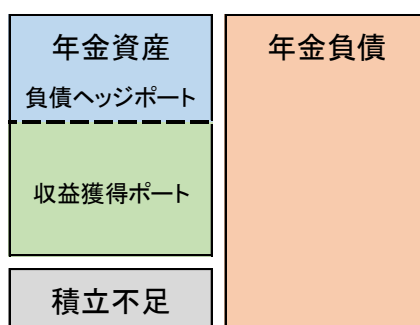 年金資産
負債ヘッジポート
収益獲得ポート
積立不足
年金負債